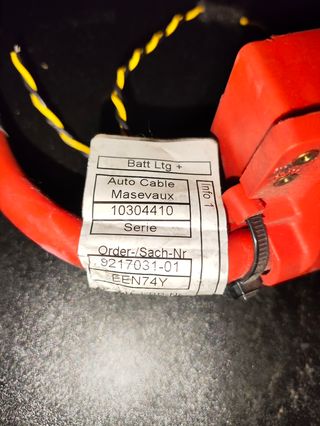 Batt Ltg +
Auto Cable
Masevaux
Info 1
10304410
Serie
Order-/Sach-Nr
9217031-01
EEN74Y